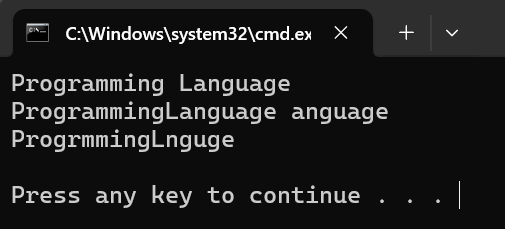 C:\Windows\system32\cmd.ex
Programming Language
ProgrammingLanguage anguage
ProgrmmingLnguge
Press any key to continue . . .